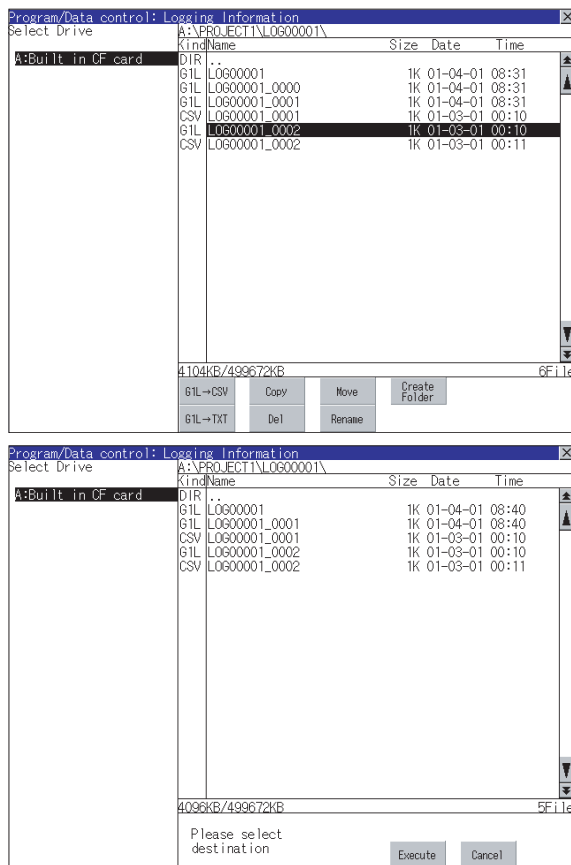 Program/Data control: Logging Information
Select Drive A:\PROJECT1\LOG00001\
Kind Name Size Date Time
A:Built in CF card DIR ..
G1L LOG00001 1K 01-04-01 08:31
G1L LOG00001_0000 1K 01-04-01 08:31
G1L LOG00001_0001 1K 01-04-01 08:31
CSV LOG00001_0001 1K 01-03-01 00:10
G1L LOG00001_0002 1K 01-03-01 00:10
CSV LOG00001_0002 1K 01-03-01 00:11
4104KB/499672KB 6File
G1L→CSV Copy Move Create Folder
G1L→TXT Del Rename
Program/Data control: Logging Information
Select Drive A:\PROJECT1\LOG00001\
Kind Name Size Date Time
A:Built in CF card DIR ..
G1L LOG00001 1K 01-04-01 08:40
G1L LOG00001_0001 1K 01-04-01 08:40
CSV LOG00001_0001 1K 01-03-01 00:10
G1L LOG00001_0002 1K 01-03-01 00:10
CSV LOG00001_0002 1K 01-03-01 00:11
4096KB/499672KB 5File
Please select
destination
Execute Cancel